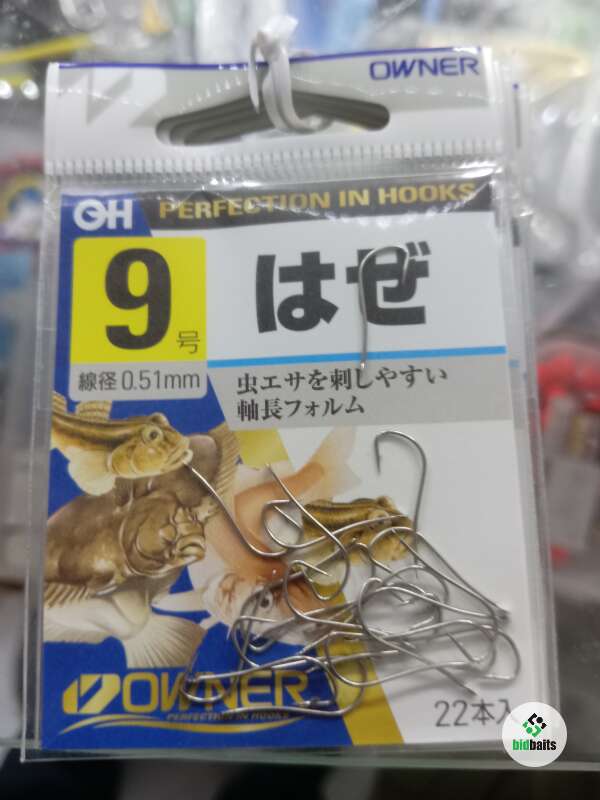 OWNER
OH PERFECTION IN HOOKS
9号
はぜ
線径 0.51mm
虫エサを刺しやすい
軸長フォルム
OWNER
PERFECTION IN HOOKS
22本入
bidbaits